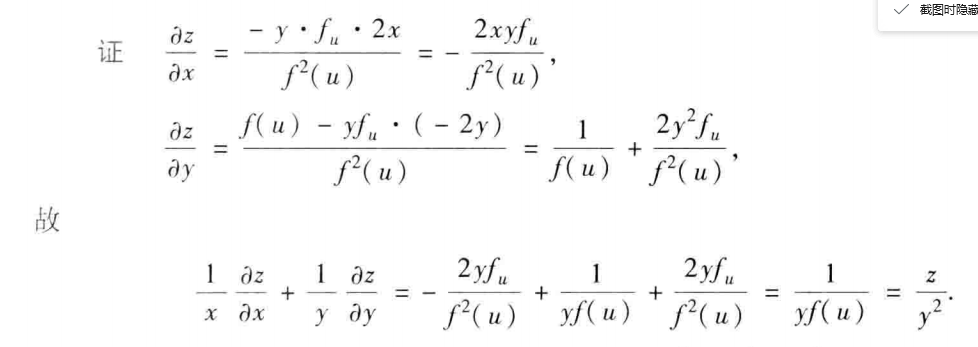 截图时隐藏
证 ∂z/∂x = (- y · f_u · 2x)/(f²(u)) = - (2xyf_u)/(f²(u)),
∂z/∂y = (f(u) - yf_u · (- 2y))/(f²(u)) = 1/(f(u)) + (2y²f_u)/(f²(u)),
故
(1/x)(∂z/∂x) + (1/y)(∂z/∂y) = - (2yf_u)/(f²(u)) + 1/(yf(u)) + (2yf_u)/(f²(u)) = 1/(yf(u)) = z/y².